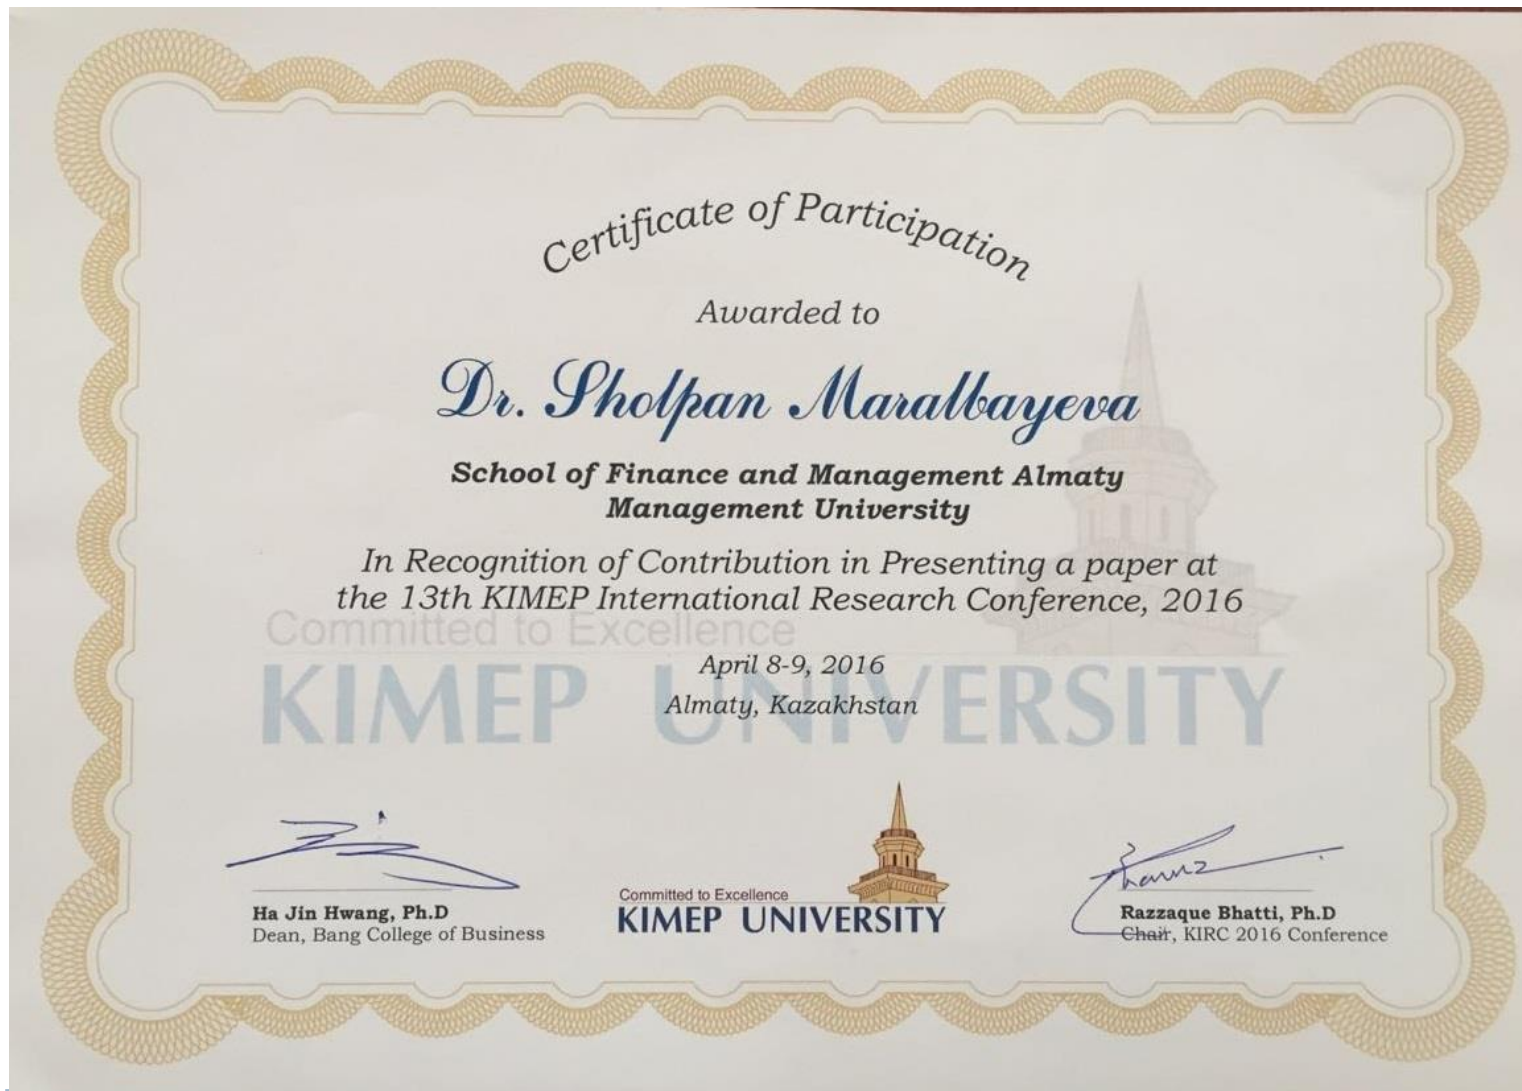 Certificate of Participation
Awarded to
Dr. Sholpan Maralbayeva
School of Finance and Management Almaty
Management University
In Recognition of Contribution in Presenting a paper at
the 13th KIMEP International Research Conference, 2016
Committed to Excellence
KIMEP UNIVERSITY
April 8-9, 2016
Almaty, Kazakhstan
Ha Jin Hwang, Ph.D
Dean, Bang College of Business
Committed to Excellence
KIMEP UNIVERSITY
Razzaque Bhatti, Ph.D
Chair, KIRC 2016 Conference